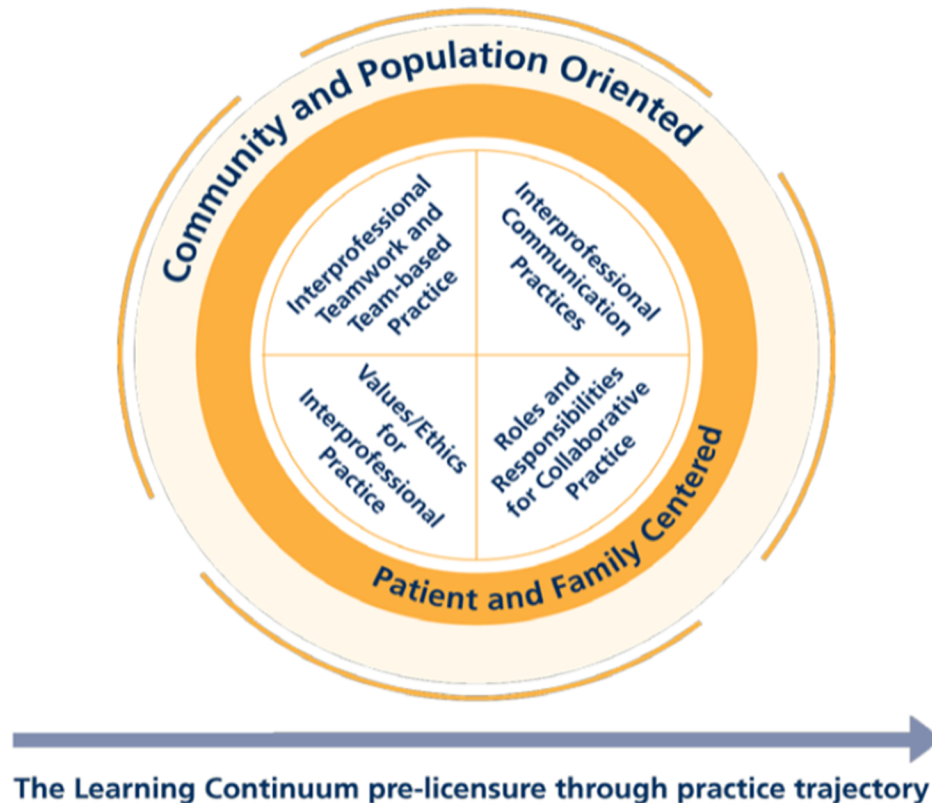 Community and Population Oriented
Interprofessional
Teamwork and
Team-based
Practice
Interprofessional
Communication
Practices
Values/Ethics
for
Interprofessional
Practice
Roles and
Responsibilities
for Collaborative
Practice
Patient and Family Centered
The Learning Continuum pre-licensure through practice trajectory